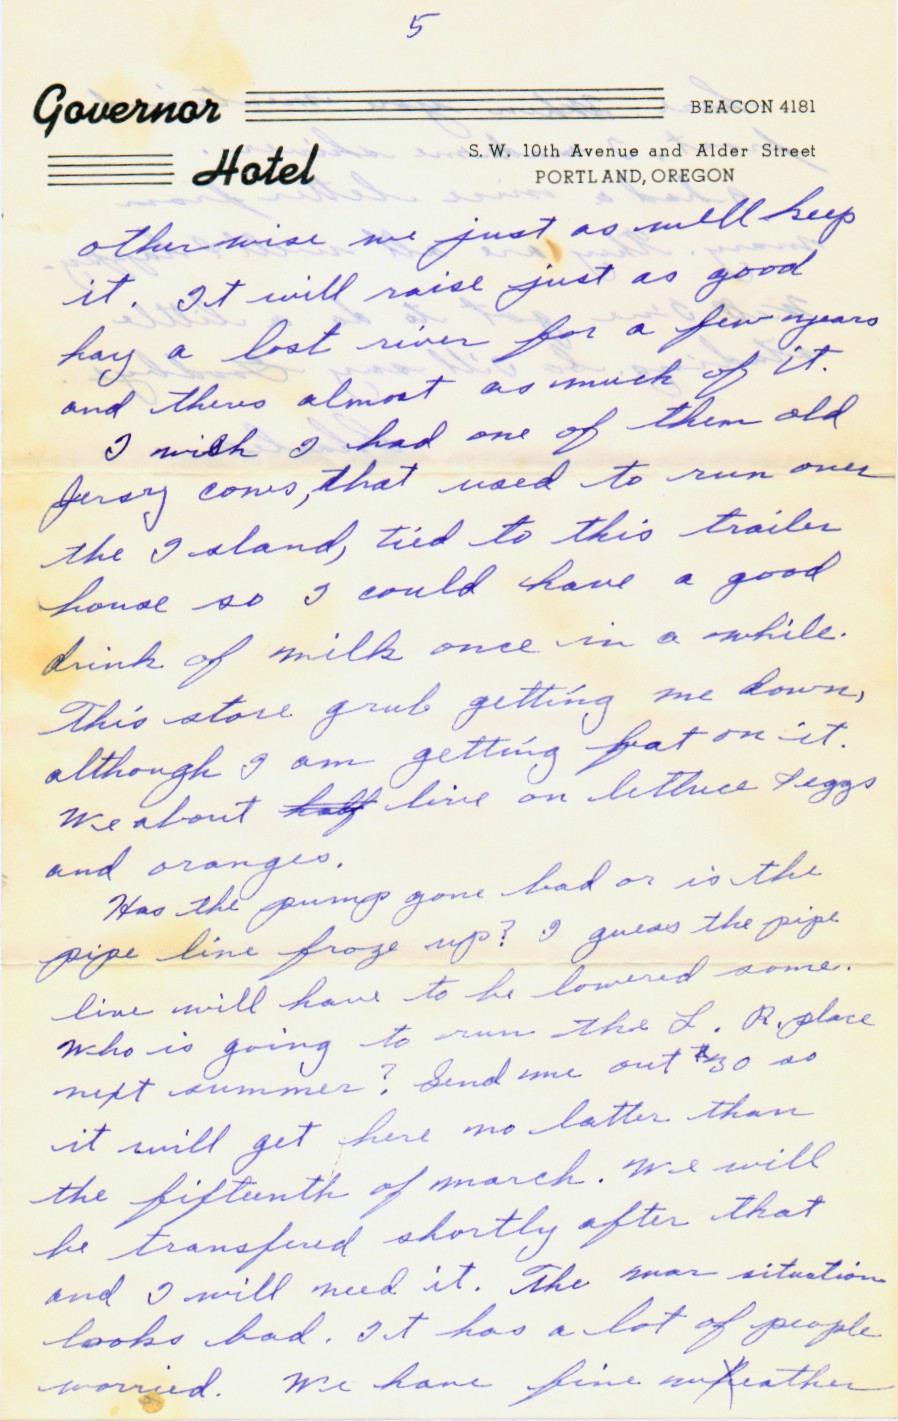 5
Governor
BEACON 4181
Hotel
S. W. 10th Avenue and Alder Street
PORTLAND, OREGON
otherwise we just as well keep
it. It will raise just as good
hay a lost river for a few years
and theres almost as much of it.
I wish I had one of them old
Jersry cows, that used to run over
the Island, tied to this trailer
house so I could have a good
drink of milk once in a while.
This store grub getting me down,
although I am getting fat on it.
We about half live on lettuce & eggs
and oranges.
Has the pump gone bad or is the
pipe line froze up? I guess the pipe
line will have to be lowered some.
Who is going to run the L. R. place
next summer? Send me out $30 so
it will get here no latter than
the fifteenth of march. We will
be transfered shortly after that
and I will need it. The war situation
looks bad. It has a lot of people
worried. We have fine weather